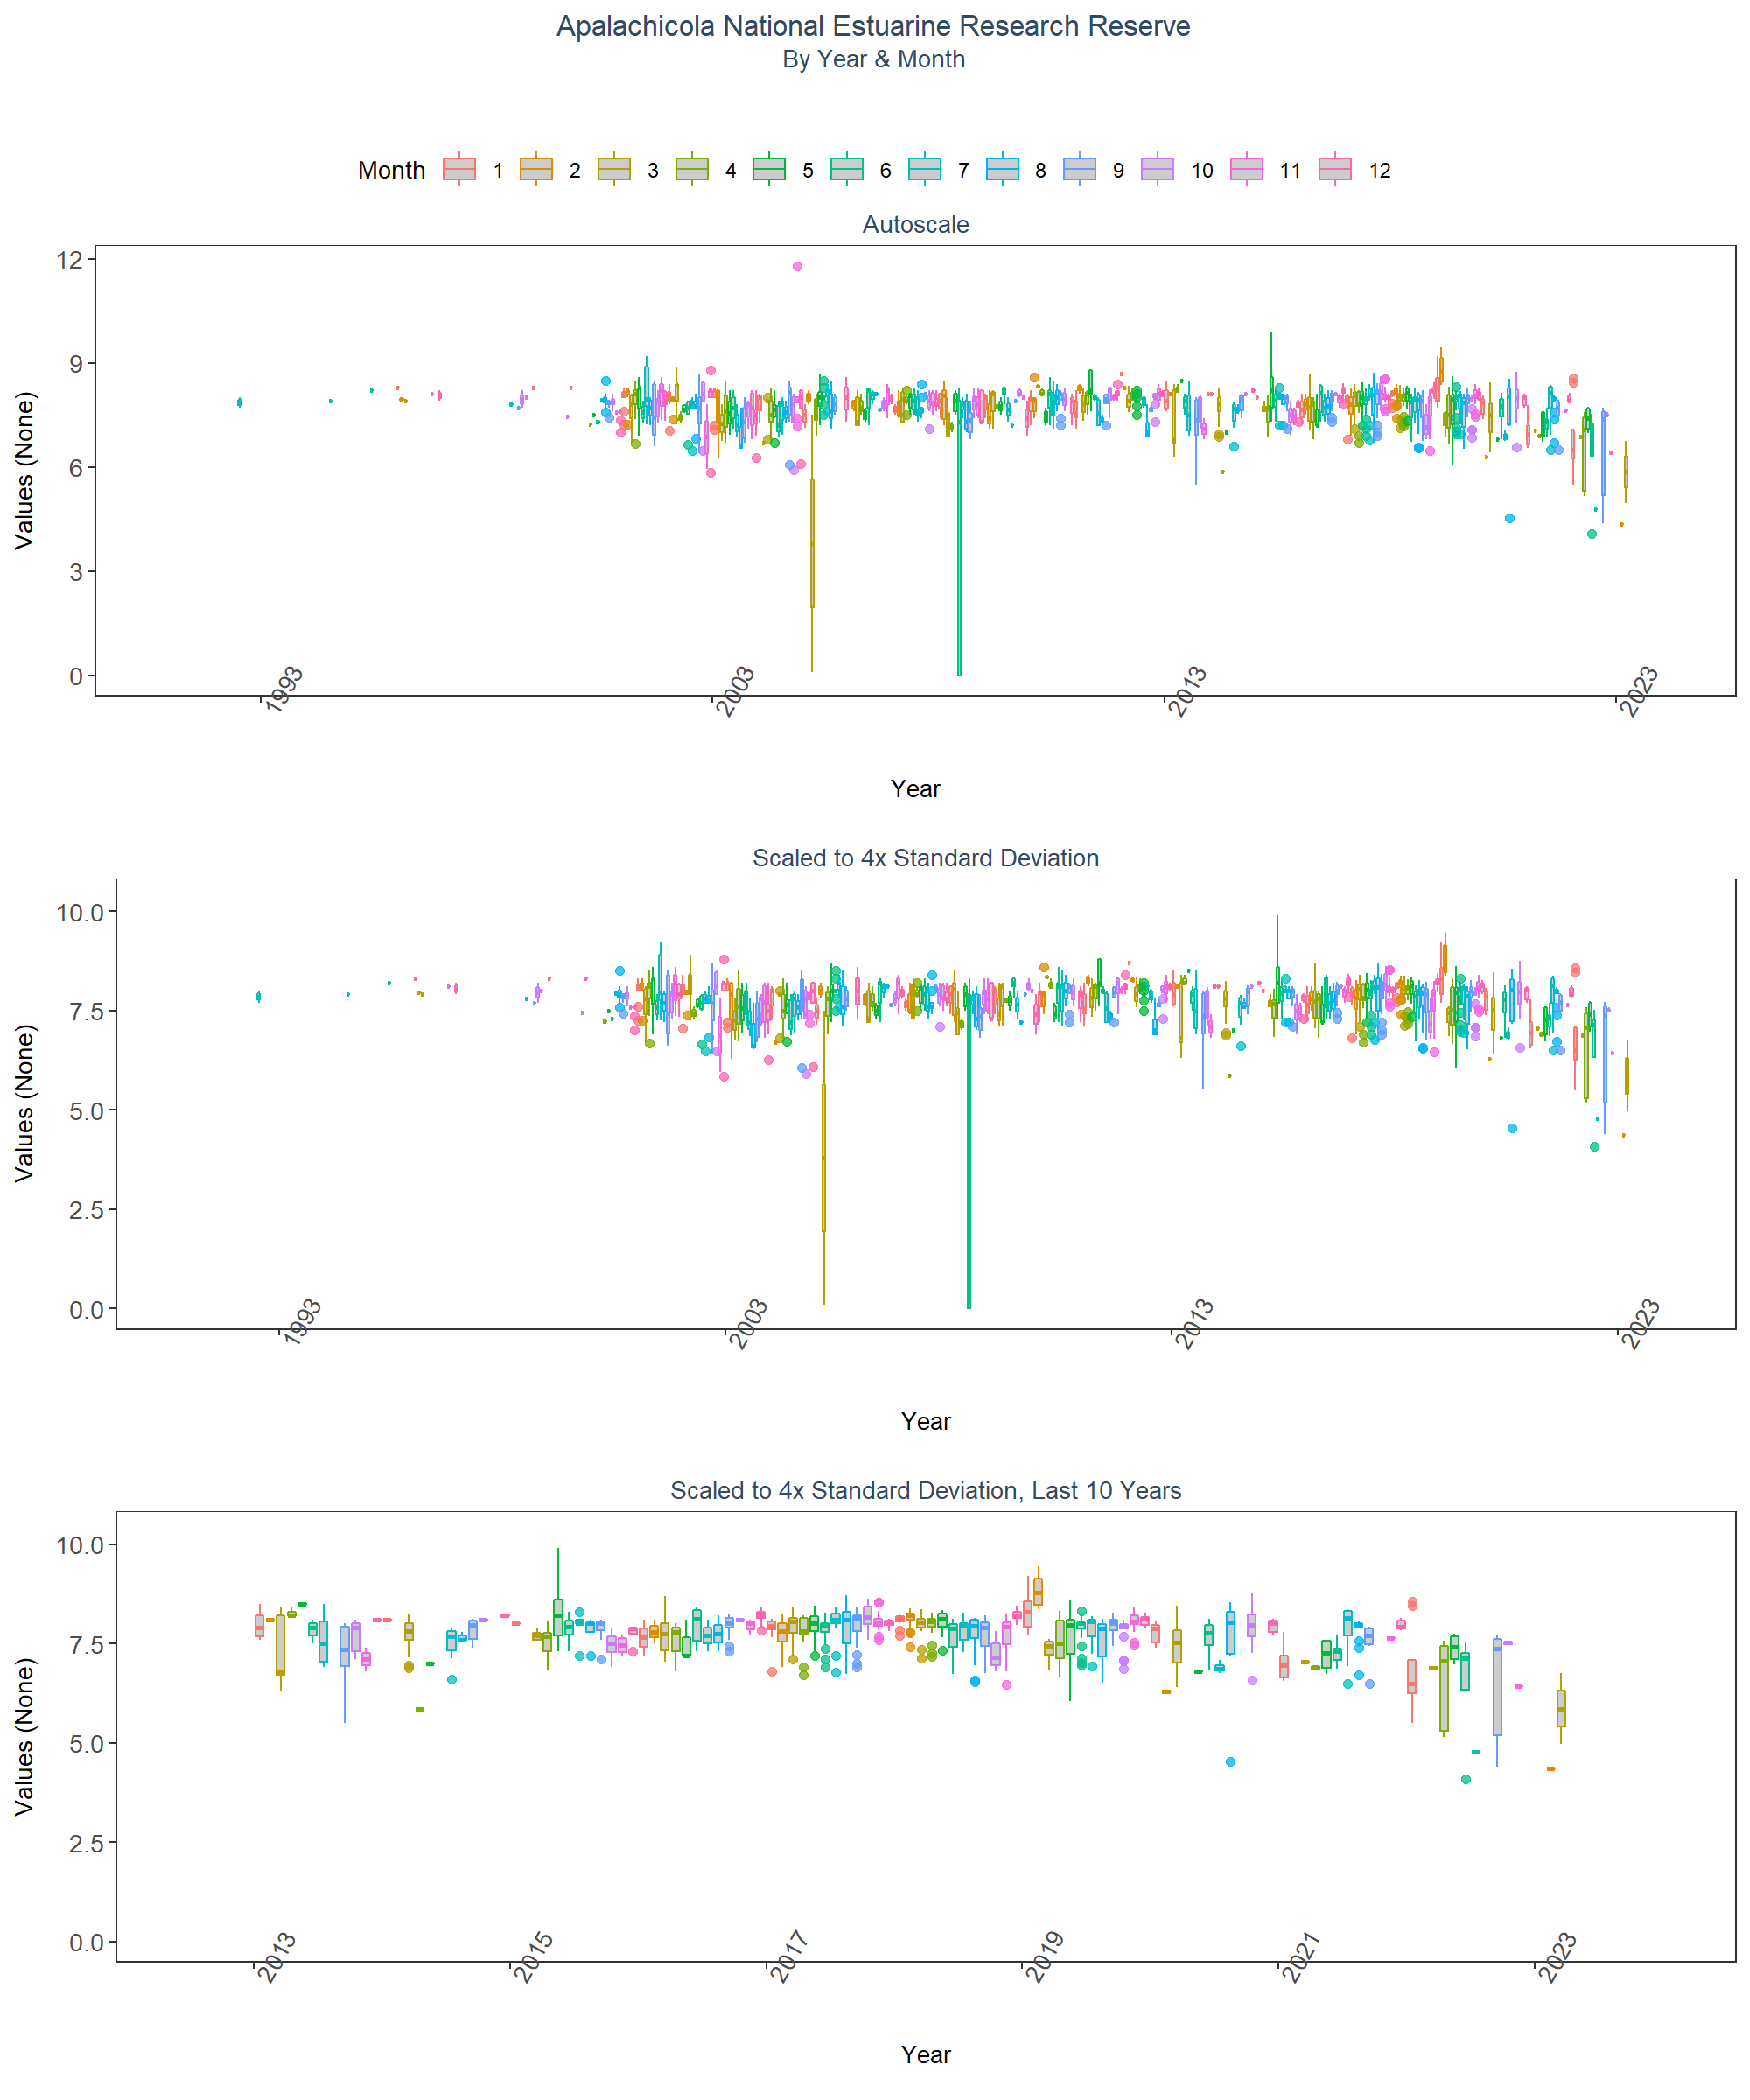 Apalachicola National Estuarine Research Reserve
By Year & Month
Month 1 2 3 4 5 6 7 8 9 10 11 12
Autoscale
Values (None)
12
9
6
3
0
1993 2003 2013 2023
Year
Scaled to 4x Standard Deviation
Values (None)
10.0
7.5
5.0
2.5
0.0
1993 2003 2013 2023
Year
Scaled to 4x Standard Deviation, Last 10 Years
Values (None)
10.0
7.5
5.0
2.5
0.0
2013 2015 2017 2019 2021 2023
Year